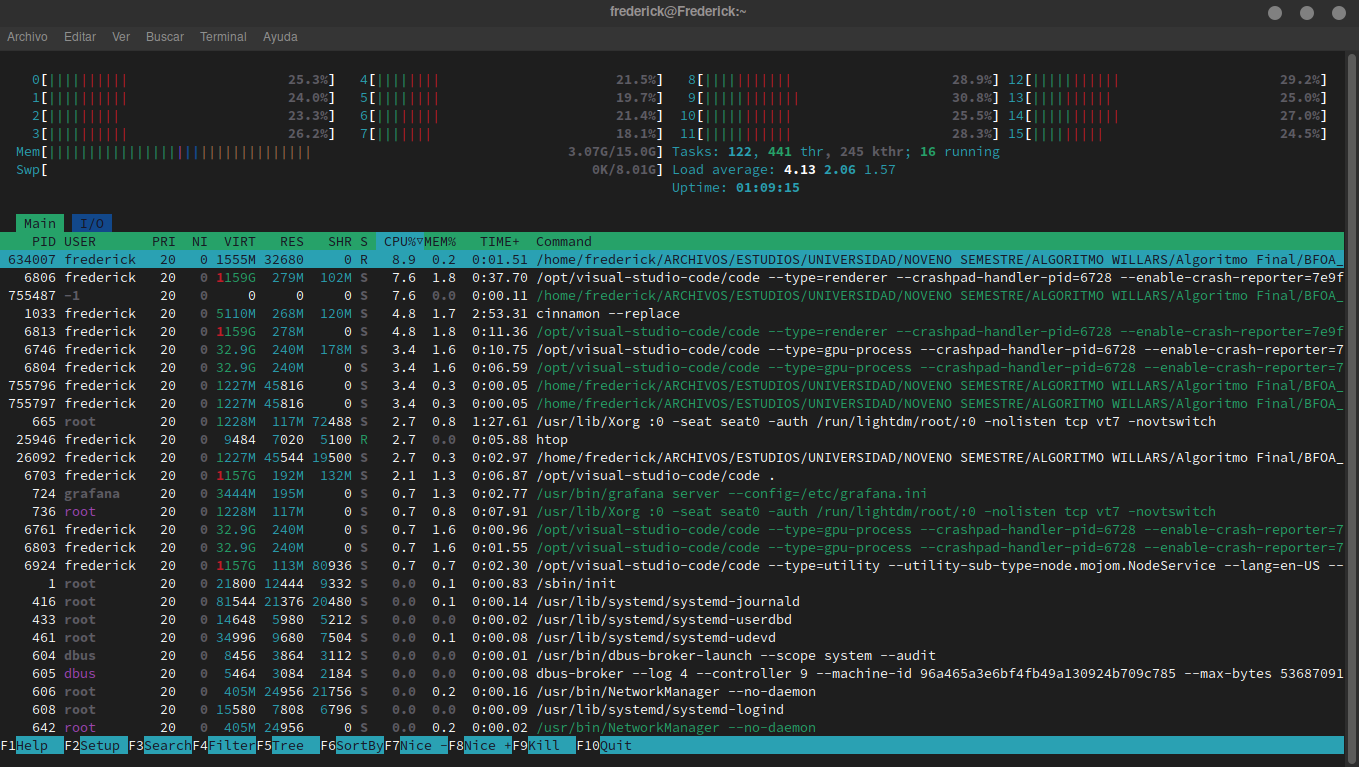 frederick@Frederick:~
Archivo Editar Ver Buscar Terminal Ayuda
0[|||||||||| 25.3%] 4[|||||||| 21.5%] 8[||||||||||| 28.9%] 12[||||||||||| 29.2%]
1[|||||||||| 24.0%] 5[|||||||| 19.7%] 9[|||||||||||| 30.8%] 13[|||||||||| 25.0%]
2[||||||||| 23.3%] 6[|||||||| 21.4%] 10[||||||||||| 25.5%] 14[||||||||||| 27.0%]
3[|||||||||| 26.2%] 7[||||||| 18.1%] 11[||||||||||| 28.3%] 15[||||||||| 24.5%]
Mem[||||||||||||||||||||||||||||||||| 3.07G/15.0G] Tasks: 122, 441 thr, 245 kthr; 16 running
Swp[ 0K/8.01G] Load average: 4.13 2.06 1.57
Uptime: 01:09:15
Main I/O
PID USER PRI NI VIRT RES SHR S CPU%▽MEM% TIME+ Command
634007 frederick 20 0 1555M 32680 0 R 8.9 0.2 0:01.51 /home/frederick/ARCHIVOS/ESTUDIOS/UNIVERSIDAD/NOVENO SEMESTRE/ALGORITMO WILLARS/Algoritmo Final/BFOA_
6806 frederick 20 0 1159G 279M 102M S 7.6 1.8 0:37.70 /opt/visual-studio-code/code --type=renderer --crashpad-handler-pid=6728 --enable-crash-reporter=7e9f
755487 -1 20 0 0 0 0 S 7.6 0.0 0:00.11 /home/frederick/ARCHIVOS/ESTUDIOS/UNIVERSIDAD/NOVENO SEMESTRE/ALGORITMO WILLARS/Algoritmo Final/BFOA_
1033 frederick 20 0 5110M 268M 120M S 4.8 1.7 2:53.31 cinnamon --replace
6813 frederick 20 0 1159G 278M 0 S 4.8 1.8 0:11.36 /opt/visual-studio-code/code --type=renderer --crashpad-handler-pid=6728 --enable-crash-reporter=7e9f
6746 frederick 20 0 32.9G 240M 178M S 3.4 1.6 0:10.75 /opt/visual-studio-code/code --type=gpu-process --crashpad-handler-pid=6728 --enable-crash-reporter=7
6804 frederick 20 0 32.9G 240M 0 S 3.4 1.6 0:06.59 /opt/visual-studio-code/code --type=gpu-process --crashpad-handler-pid=6728 --enable-crash-reporter=7
755796 frederick 20 0 1227M 45816 0 S 3.4 0.3 0:00.05 /home/frederick/ARCHIVOS/ESTUDIOS/UNIVERSIDAD/NOVENO SEMESTRE/ALGORITMO WILLARS/Algoritmo Final/BFOA_
755797 frederick 20 0 1227M 45816 0 S 3.4 0.3 0:00.05 /home/frederick/ARCHIVOS/ESTUDIOS/UNIVERSIDAD/NOVENO SEMESTRE/ALGORITMO WILLARS/Algoritmo Final/BFOA_
665 root 20 0 1228M 117M 72488 S 2.7 0.8 1:27.61 /usr/lib/Xorg :0 -seat seat0 -auth /run/lightdm/root/:0 -nolisten tcp vt7 -novtswitch
25946 frederick 20 0 9484 7020 5100 R 2.7 0.0 0:05.88 htop
26092 frederick 20 0 1227M 45544 19500 S 2.7 0.3 0:02.97 /home/frederick/ARCHIVOS/ESTUDIOS/UNIVERSIDAD/NOVENO SEMESTRE/ALGORITMO WILLARS/Algoritmo Final/BFOA_
6703 frederick 20 0 1157G 192M 132M S 2.1 1.3 0:06.87 /opt/visual-studio-code/code .
724 grafana 20 0 3444M 195M 0 S 0.7 1.3 0:02.77 /usr/bin/grafana server --config=/etc/grafana.ini
736 root 20 0 1228M 117M 0 S 0.7 0.8 0:07.91 /usr/lib/Xorg :0 -seat seat0 -auth /run/lightdm/root/:0 -nolisten tcp vt7 -novtswitch
6761 frederick 20 0 32.9G 240M 0 S 0.7 1.6 0:00.96 /opt/visual-studio-code/code --type=gpu-process --crashpad-handler-pid=6728 --enable-crash-reporter=7
6803 frederick 20 0 32.9G 240M 0 S 0.7 1.6 0:01.55 /opt/visual-studio-code/code --type=gpu-process --crashpad-handler-pid=6728 --enable-crash-reporter=7
6924 frederick 20 0 1157G 113M 80936 S 0.7 0.7 0:02.30 /opt/visual-studio-code/code --type=utility --utility-sub-type=node.mojom.NodeService --lang=en-US --
1 root 20 0 21800 12444 9332 S 0.0 0.1 0:00.83 /sbin/init
416 root 20 0 81544 21376 20480 S 0.0 0.1 0:00.14 /usr/lib/systemd/systemd-journald
433 root 20 0 14648 5980 5212 S 0.0 0.0 0:00.02 /usr/lib/systemd/systemd-userdbd
461 root 20 0 34996 9680 7504 S 0.0 0.1 0:00.08 /usr/lib/systemd/systemd-udevd
604 dbus 20 0 8456 3864 3112 S 0.0 0.0 0:00.01 /usr/bin/dbus-broker-launch --scope system --audit
605 dbus 20 0 5464 3084 2184 S 0.0 0.0 0:00.08 dbus-broker --log 4 --controller 9 --machine-id 96a465a3e6bf4fb49a130924b709c785 --max-bytes 53687091
606 root 20 0 405M 24956 21756 S 0.0 0.2 0:00.16 /usr/bin/NetworkManager --no-daemon
608 root 20 0 15580 7808 6796 S 0.0 0.0 0:00.09 /usr/lib/systemd/systemd-logind
642 root 20 0 405M 24956 0 S 0.0 0.2 0:00.02 /usr/bin/NetworkManager --no-daemon
F1Help F2Setup F3SearchF4FilterF5Tree F6SortByF7Nice -F8Nice +F9Kill F10Quit